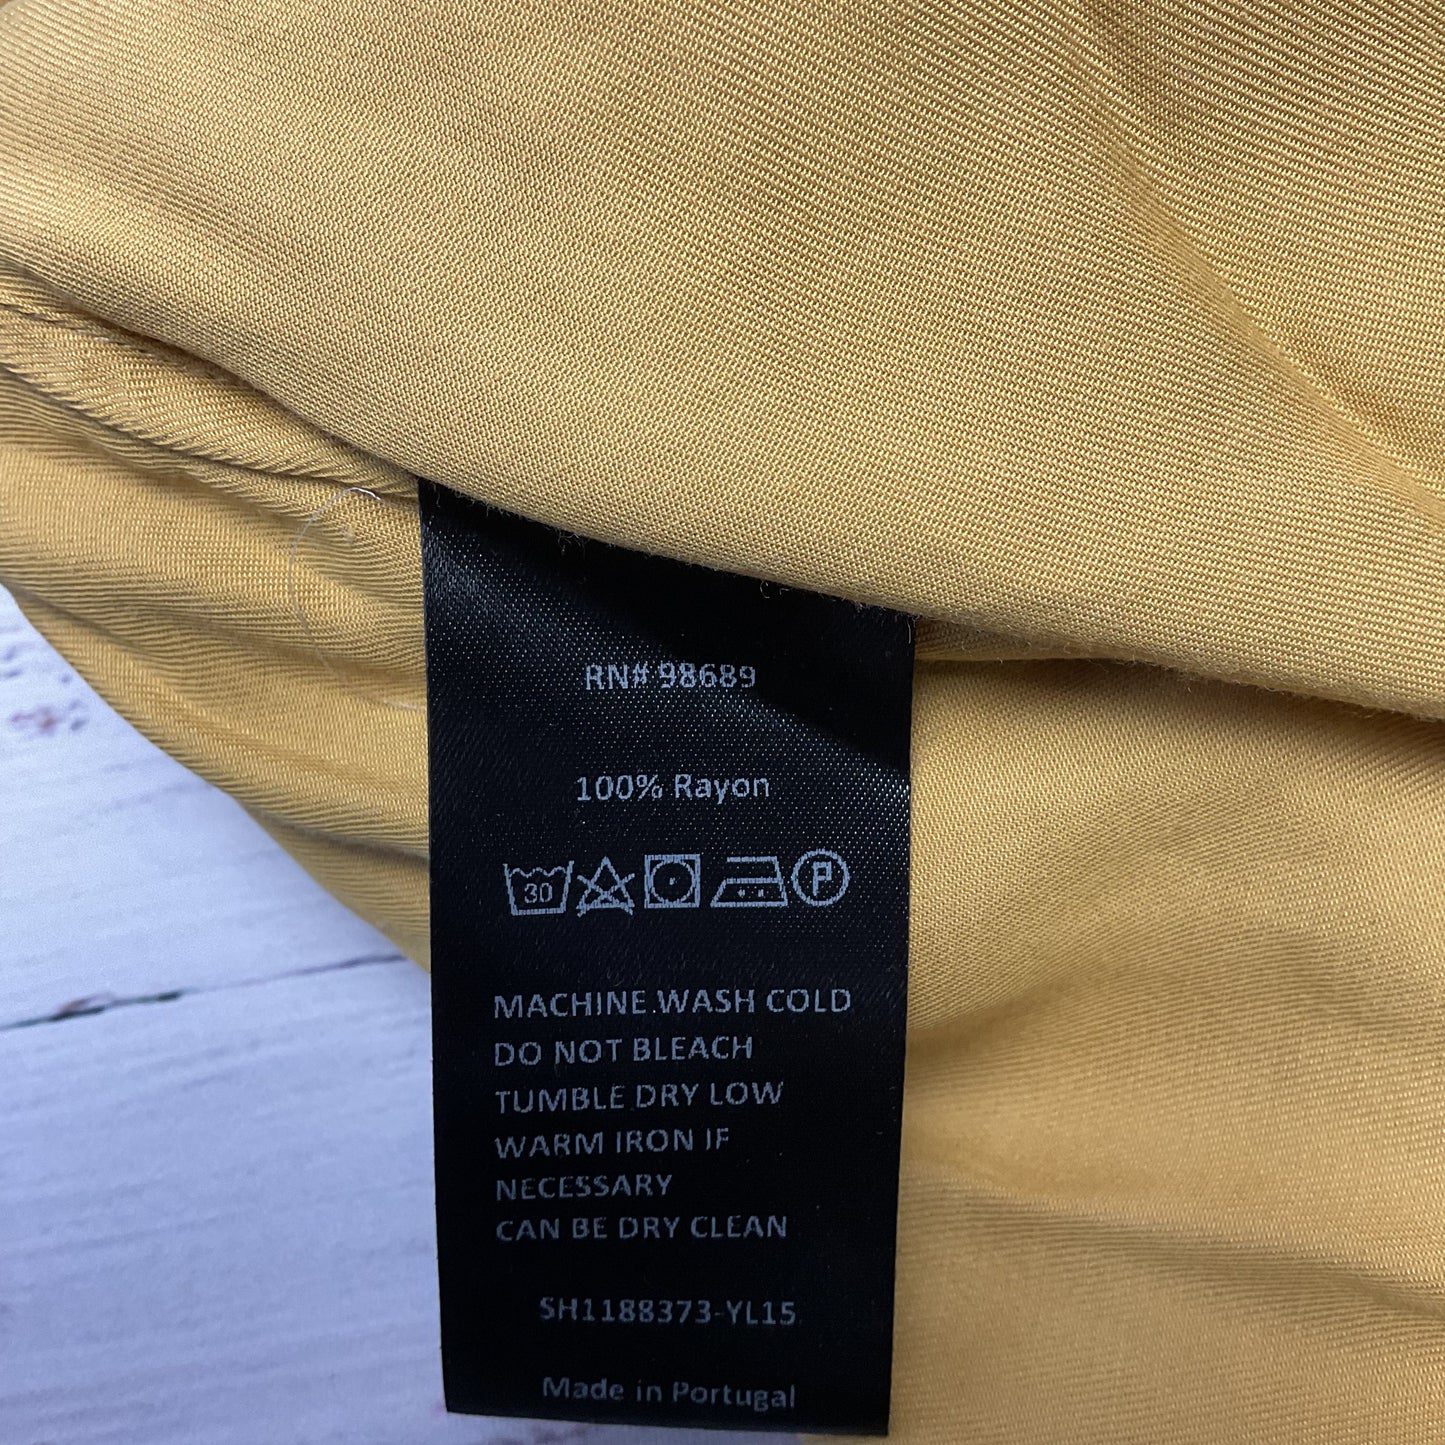 RN# 98689
100% Rayon
30 P
MACHINE WASH COLD
DO NOT BLEACH
TUMBLE DRY LOW
WARM IRON IF
NECESSARY
CAN BE DRY CLEAN
SH1188373-YL15
Made in Portugal